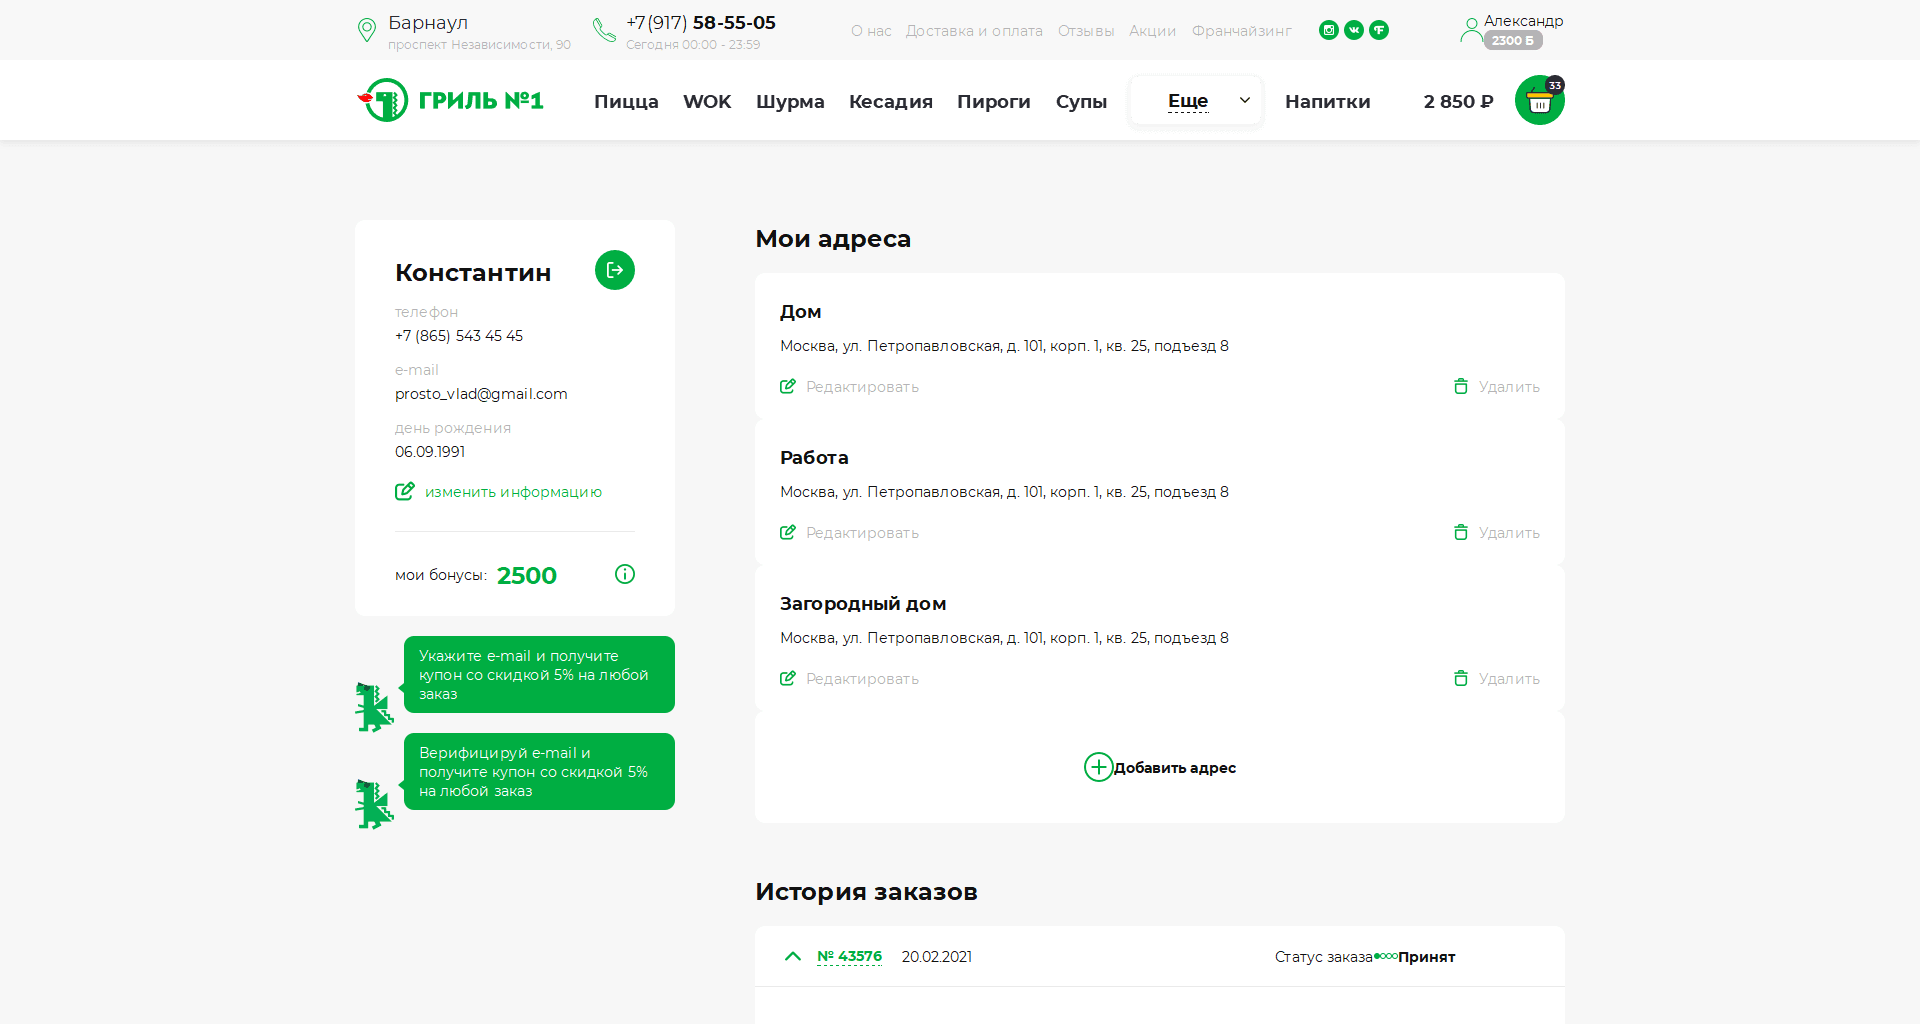 Барнаул
проспект Независимости, 90
+7(917) 58-55-05
Сегодня 00:00 - 23:59
О нас Доставка и оплата Отзывы Акции Франчайзинг
Александр
2300 Б
ГРИЛЬ №1
Пицца WOK Шурма Кесадия Пироги Супы Еще Напитки
2 850 ₽
33
Константин
телефон
+7 (865) 543 45 45
e-mail
prosto_vlad@gmail.com
день рождения
06.09.1991
изменить информацию
мои бонусы: 2500
Укажите e-mail и получите
купон со скидкой 5% на любой
заказ
Верифицируй e-mail и
получите купон со скидкой 5%
на любой заказ
Мои адреса
Дом
Москва, ул. Петропавловская, д. 101, корп. 1, кв. 25, подъезд 8
Редактировать Удалить
Работа
Москва, ул. Петропавловская, д. 101, корп. 1, кв. 25, подъезд 8
Редактировать Удалить
Загородный дом
Москва, ул. Петропавловская, д. 101, корп. 1, кв. 25, подъезд 8
Редактировать Удалить
Добавить адрес
История заказов
№ 43576 20.02.2021 Статус заказа Принят